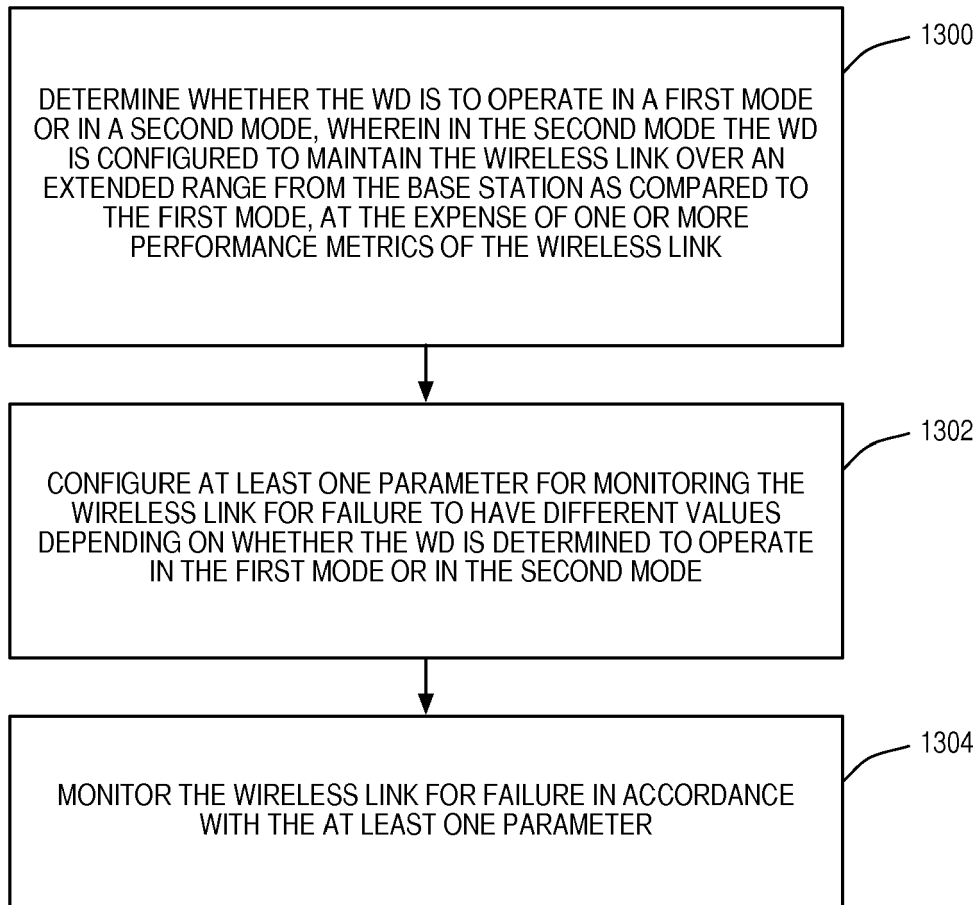 1300
DETERMINE WHETHER THE WD IS TO OPERATE IN A FIRST MODE
OR IN A SECOND MODE, WHEREIN IN THE SECOND MODE THE WD
IS CONFIGURED TO MAINTAIN THE WIRELESS LINK OVER AN
EXTENDED RANGE FROM THE BASE STATION AS COMPARED TO
THE FIRST MODE, AT THE EXPENSE OF ONE OR MORE
PERFORMANCE METRICS OF THE WIRELESS LINK
1302
CONFIGURE AT LEAST ONE PARAMETER FOR MONITORING THE
WIRELESS LINK FOR FAILURE TO HAVE DIFFERENT VALUES
DEPENDING ON WHETHER THE WD IS DETERMINED TO OPERATE
IN THE FIRST MODE OR IN THE SECOND MODE
1304
MONITOR THE WIRELESS LINK FOR FAILURE IN ACCORDANCE
WITH THE AT LEAST ONE PARAMETER